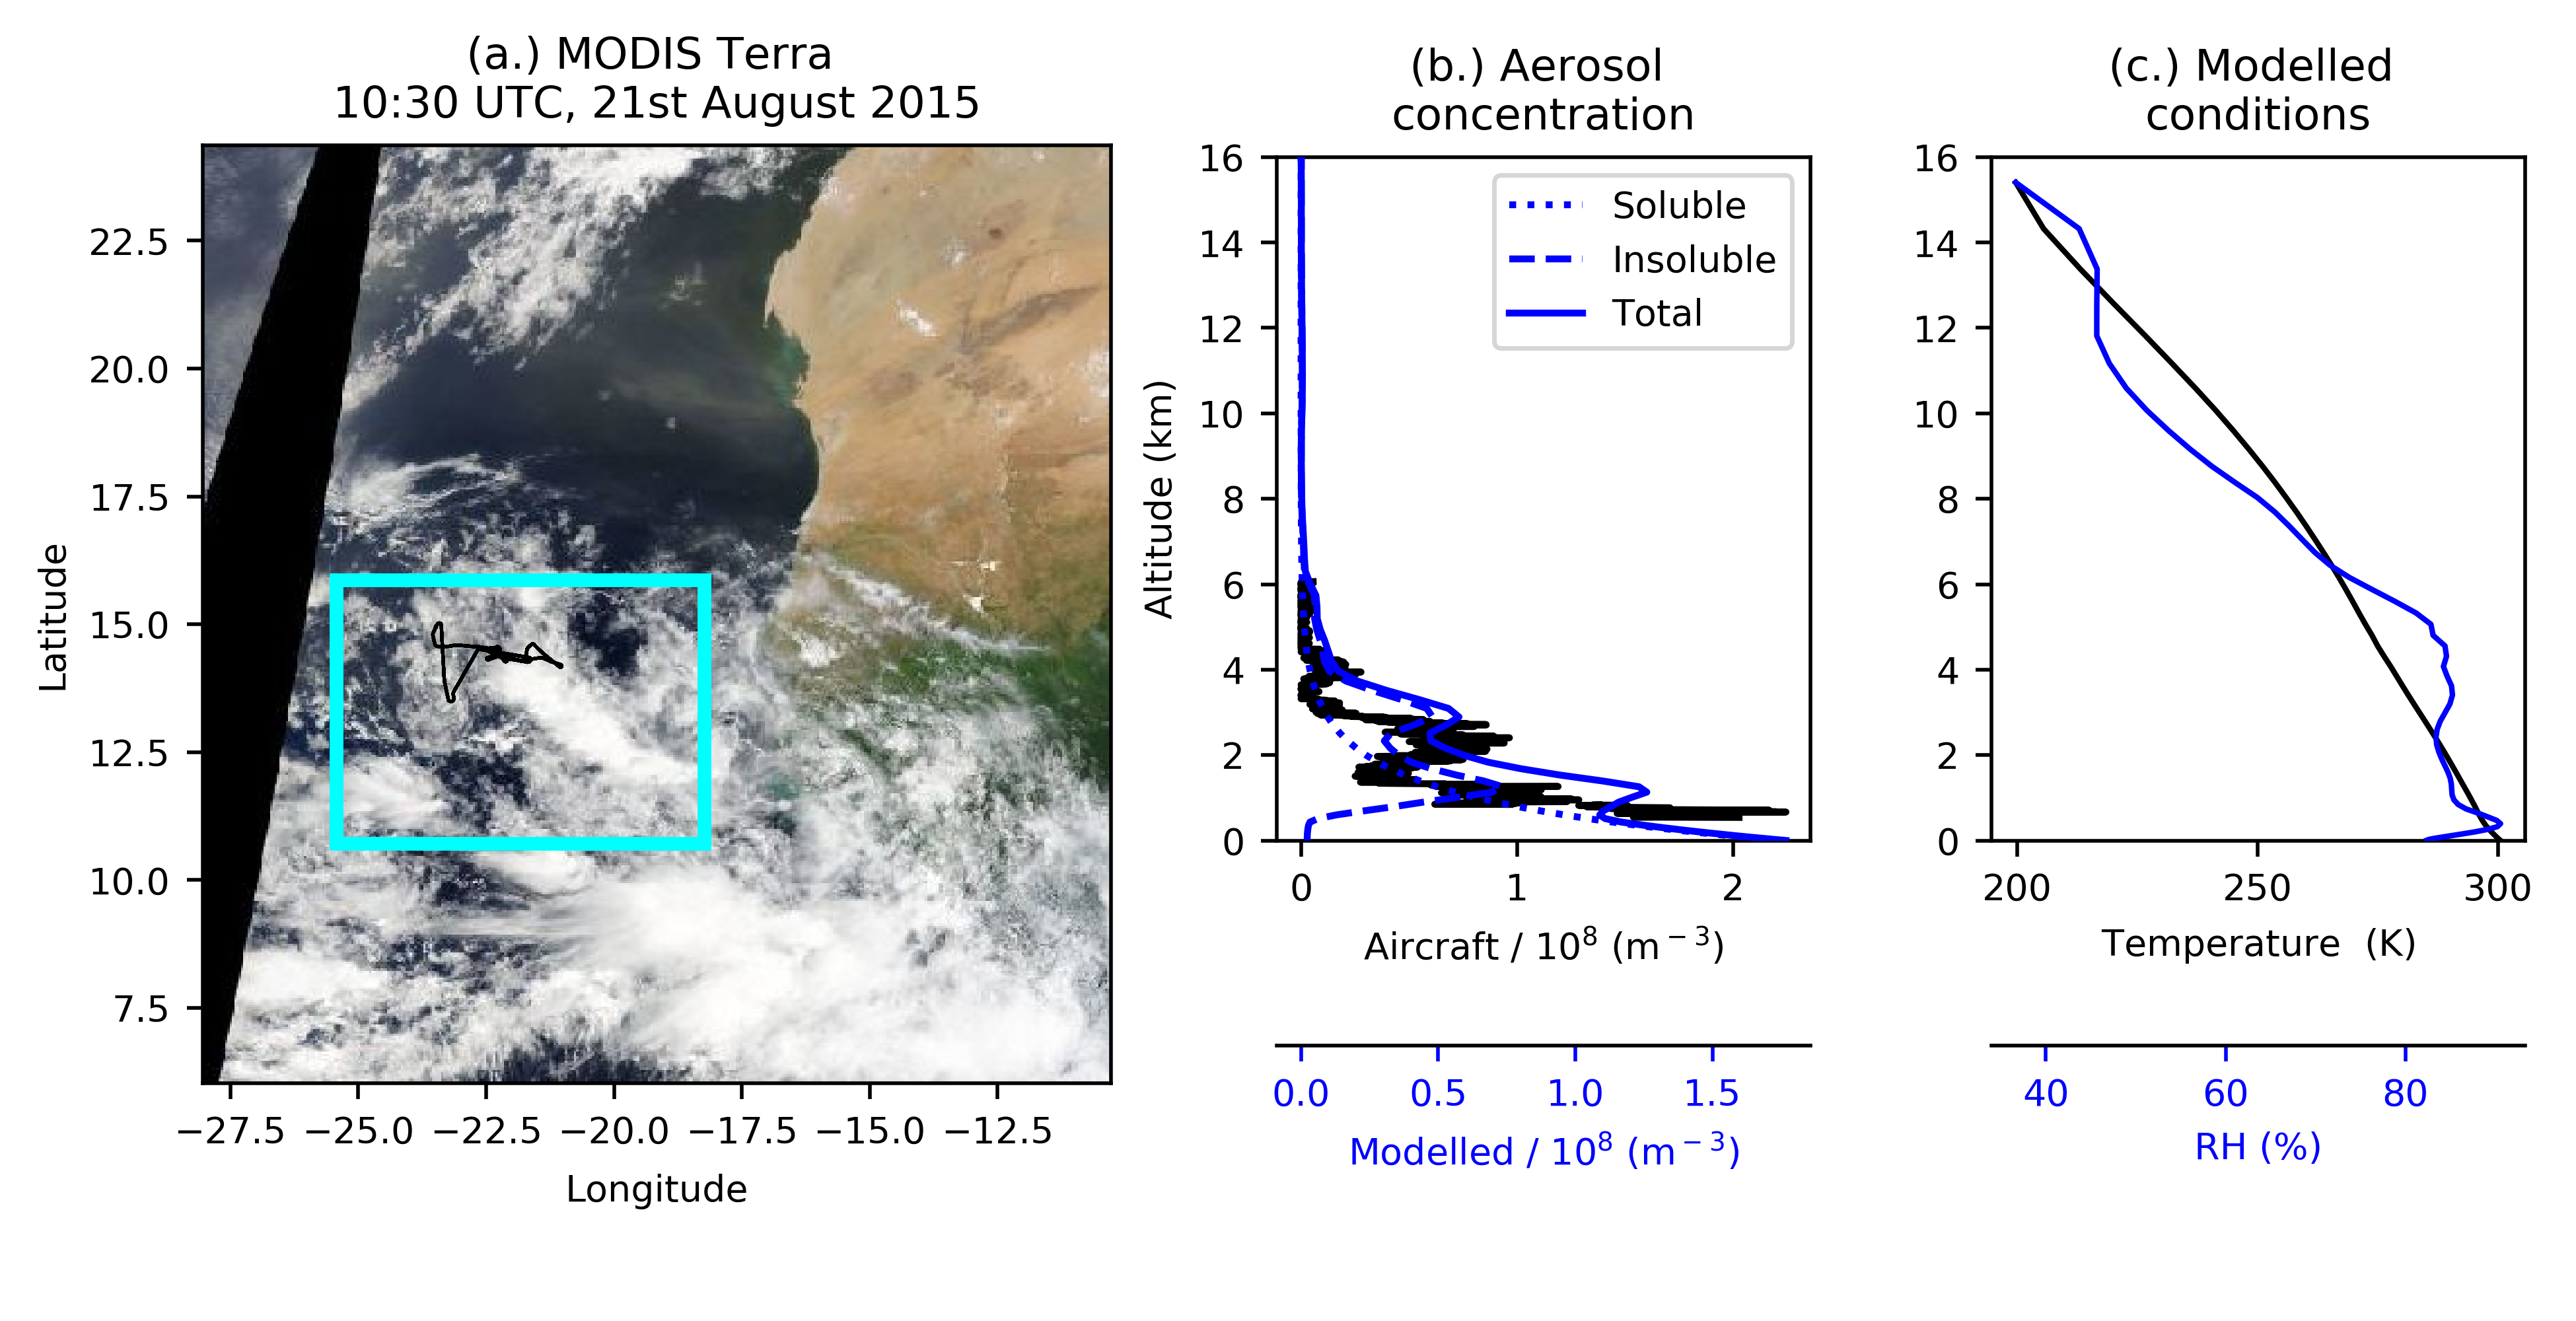 (a.) MODIS Terra
10:30 UTC, 21st August 2015
22.5
20.0
17.5
15.0
12.5
10.0
7.5
Latitude
−27.5 −25.0 −22.5 −20.0 −17.5 −15.0 −12.5
Longitude
(b.) Aerosol
concentration
16
14
12
10
8
6
4
2
0
Altitude (km)
Soluble
Insoluble
Total
0 1 2
Aircraft / 10⁸ (m⁻³)
0.0 0.5 1.0 1.5
Modelled / 10⁸ (m⁻³)
(c.) Modelled
conditions
16
14
12
10
8
6
4
2
0
200 250 300
Temperature (K)
40 60 80
RH (%)